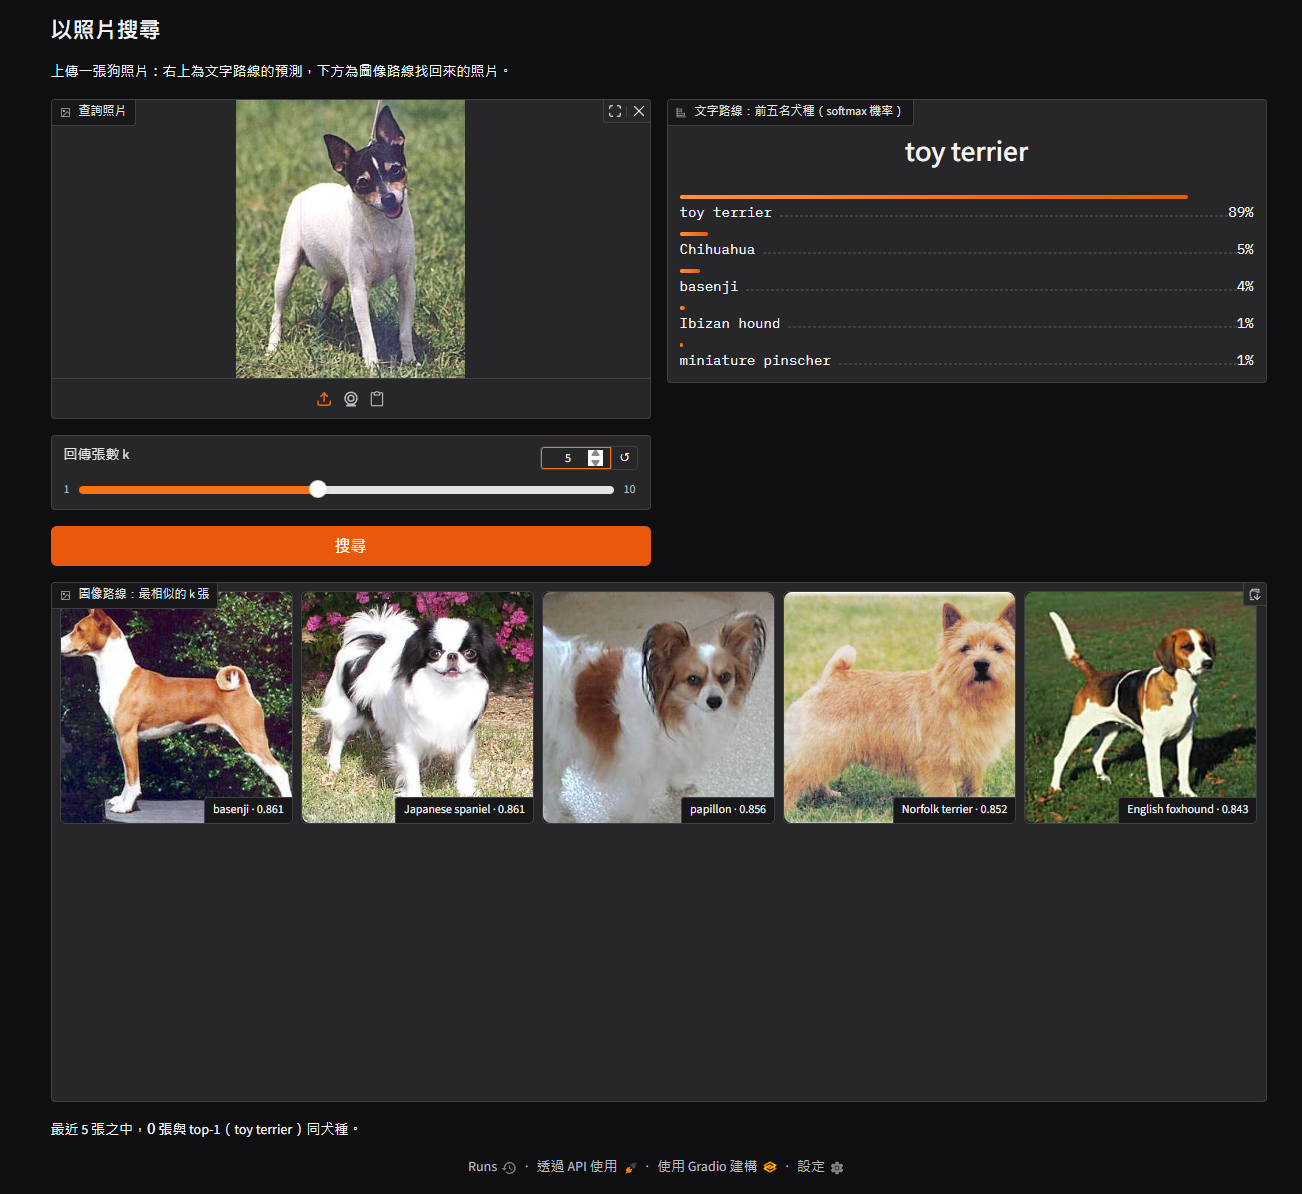 以照片搜尋
上傳一張狗照片：右上為文字路線的預測，下方為圖像路線找回來的照片。
查詢照片
文字路線：前五名犬種（softmax 機率）
toy terrier
toy terrier 89%
Chihuahua 5%
basenji 4%
Ibizan hound 1%
miniature pinscher 1%
回傳張數 k
5
1
10
搜尋
圖像路線：最相似的 k 張
basenji · 0.861
Japanese spaniel · 0.861
papillon · 0.856
Norfolk terrier · 0.852
English foxhound · 0.843
最近 5 張之中，0 張與 top-1（toy terrier）同犬種。
Runs · 透過 API 使用 · 使用 Gradio 建構 · 設定